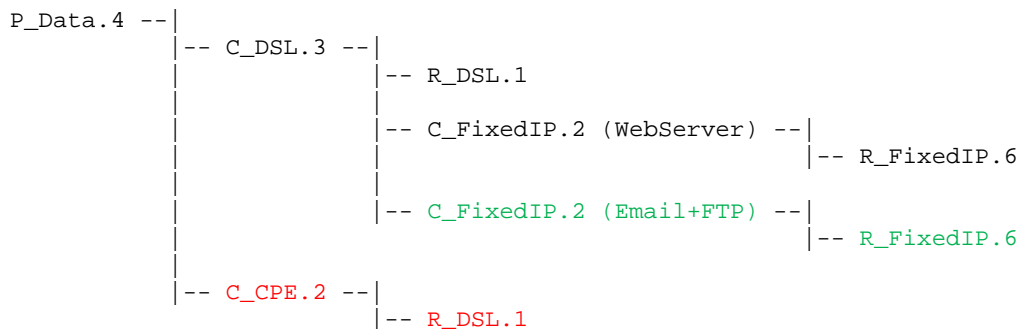 P_Data.4 --|
           |-- C_DSL.3 --|
           |             |-- R_DSL.1
           |             |
           |             |-- C_FixedIP.2 (WebServer) --|
           |             |                             |-- R_FixedIP.6
           |             |
           |             |-- C_FixedIP.2 (Email+FTP) --|
           |                                           |-- R_FixedIP.6
           |
           |-- C_CPE.2 --|
                         |-- R_DSL.1